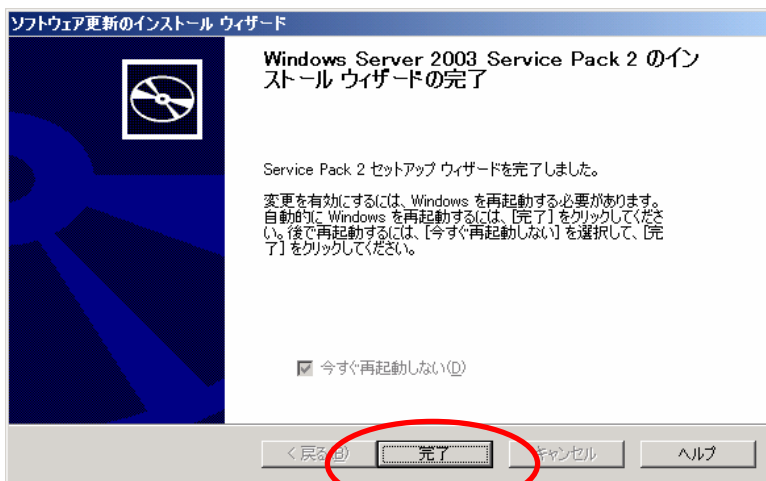 ソフトウェア更新のインストール ウィザード
Windows Server 2003 Service Pack 2 のイン
ストール ウィザードの完了
Service Pack 2 セットアップ ウィザードを完了しました。
変更を有効にするには、Windows を再起動する必要があります。
自動的に Windows を再起動するには、[完了] をクリックしてくださ
い。後で再起動するには、[今すぐ再起動しない] を選択して、[完
了] をクリックしてください。
今すぐ再起動しない(D)
< 戻る(B) 完了 キャンセル ヘルプ